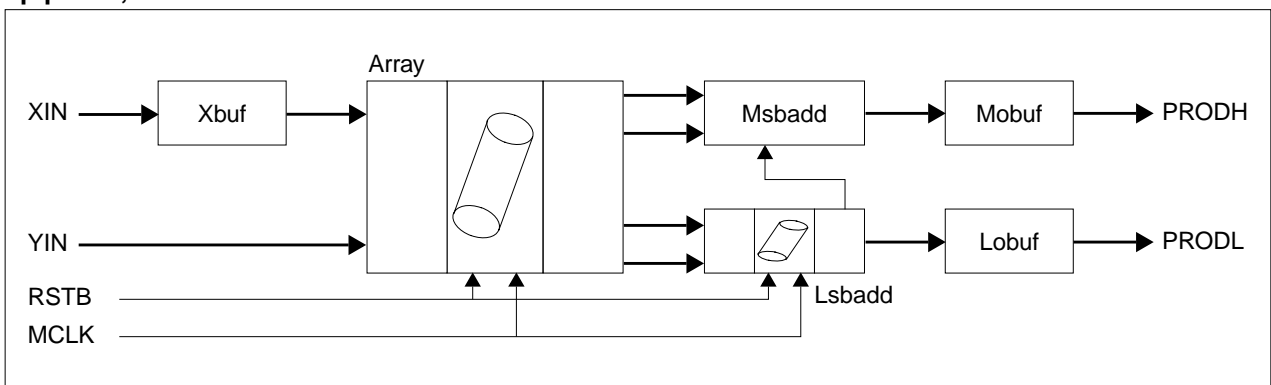 Array
XIN
Xbuf
Msbadd
Mobuf
PRODH
YIN
Lobuf
PRODL
RSTB
Lsbadd
MCLK